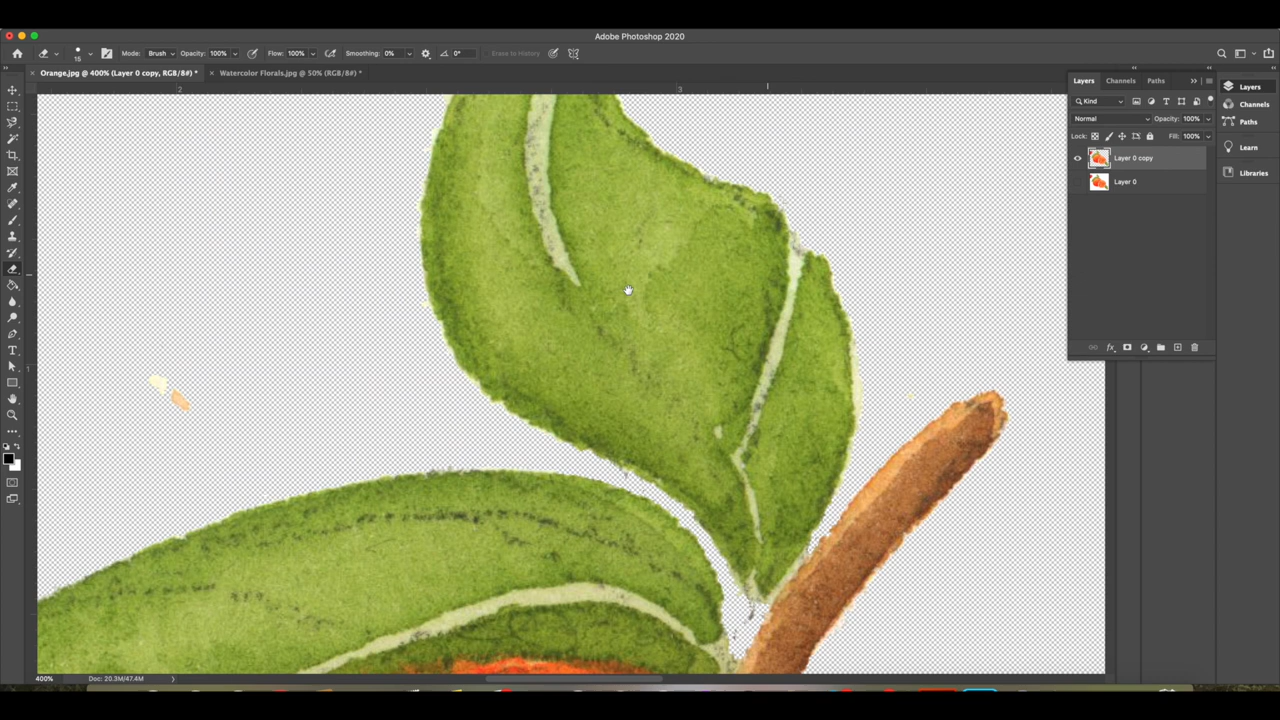 Adobe Photoshop 2020
15 Mode: Brush Opacity: 100% Flow: 100% Smoothing: 0% 0° Erase to History
Orange.jpg @ 400% (Layer 0 copy, RGB/8#) * Watercolor Florals.jpg @ 50% (RGB/8#) *
2 3
1
Layers Channels Paths
Kind
Normal Opacity: 100%
Lock: Fill: 100%
Layer 0 copy
Layer 0
fx
Layers
Channels
Paths
Learn
Libraries
400% Doc: 20.3M/47.4M